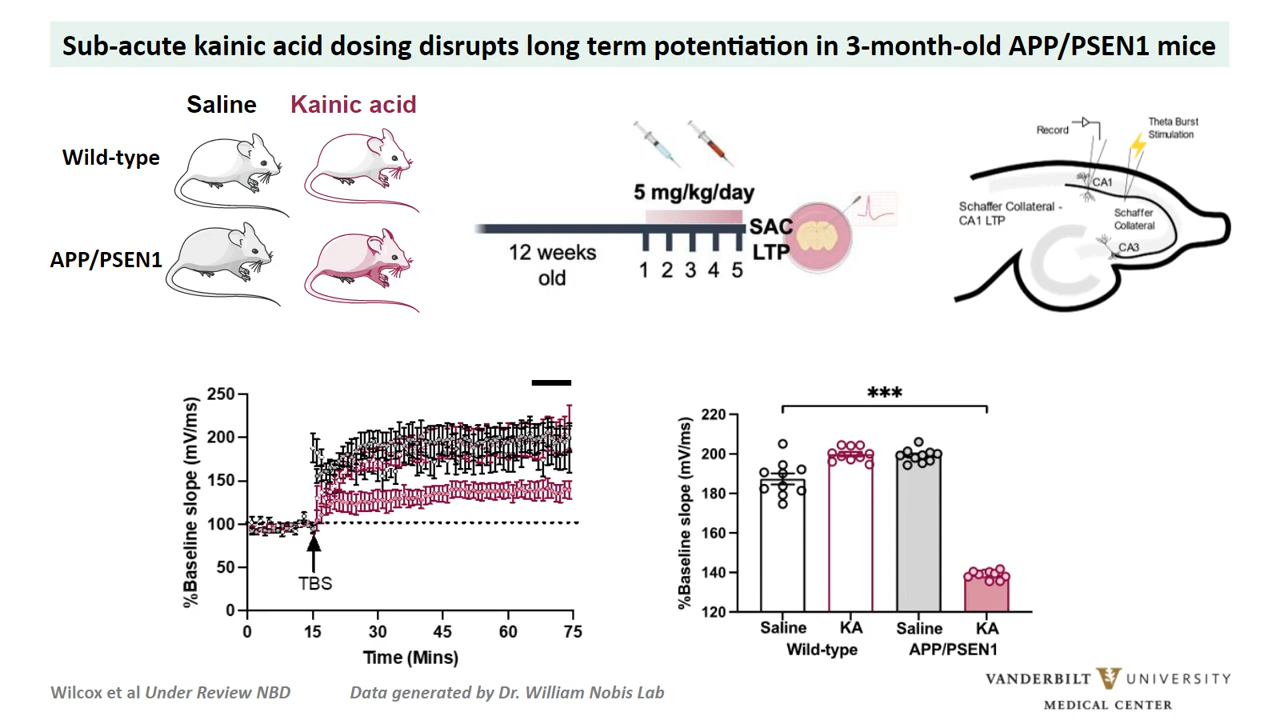 Sub-acute kainic acid dosing disrupts long term potentiation in 3-month-old APP/PSEN1 mice
Saline
Kainic acid
Wild-type
APP/PSEN1
5 mg/kg/day
12 weeks
old
1 2 3 4 5
SAC
LTP
Record
Theta Burst
Stimulation
CA1
Schaffer Collateral -
CA1 LTP
Schaffer
Collateral
CA3
%Baseline slope (mV/ms)
250
200
150
100
50
0
TBS
0 15 30 45 60 75
Time (Mins)
%Baseline slope (mV/ms)
***
220
200
180
160
140
120
Saline KA Saline KA
Wild-type APP/PSEN1
Wilcox et al Under Review NBD
Data generated by Dr. William Nobis Lab
VANDERBILT V UNIVERSITY
MEDICAL CENTER